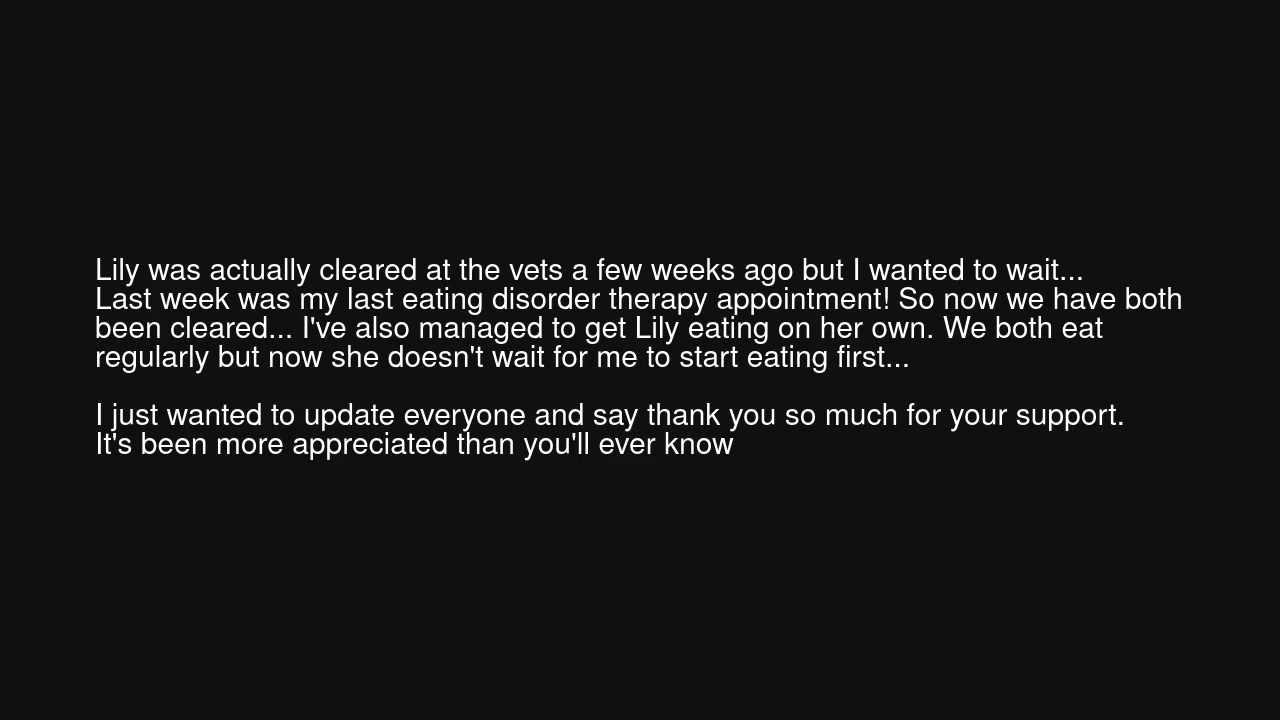 Lily was actually cleared at the vets a few weeks ago but I wanted to wait...
Last week was my last eating disorder therapy appointment! So now we have both
been cleared... I've also managed to get Lily eating on her own. We both eat
regularly but now she doesn't wait for me to start eating first...
I just wanted to update everyone and say thank you so much for your support.
It's been more appreciated than you'll ever know